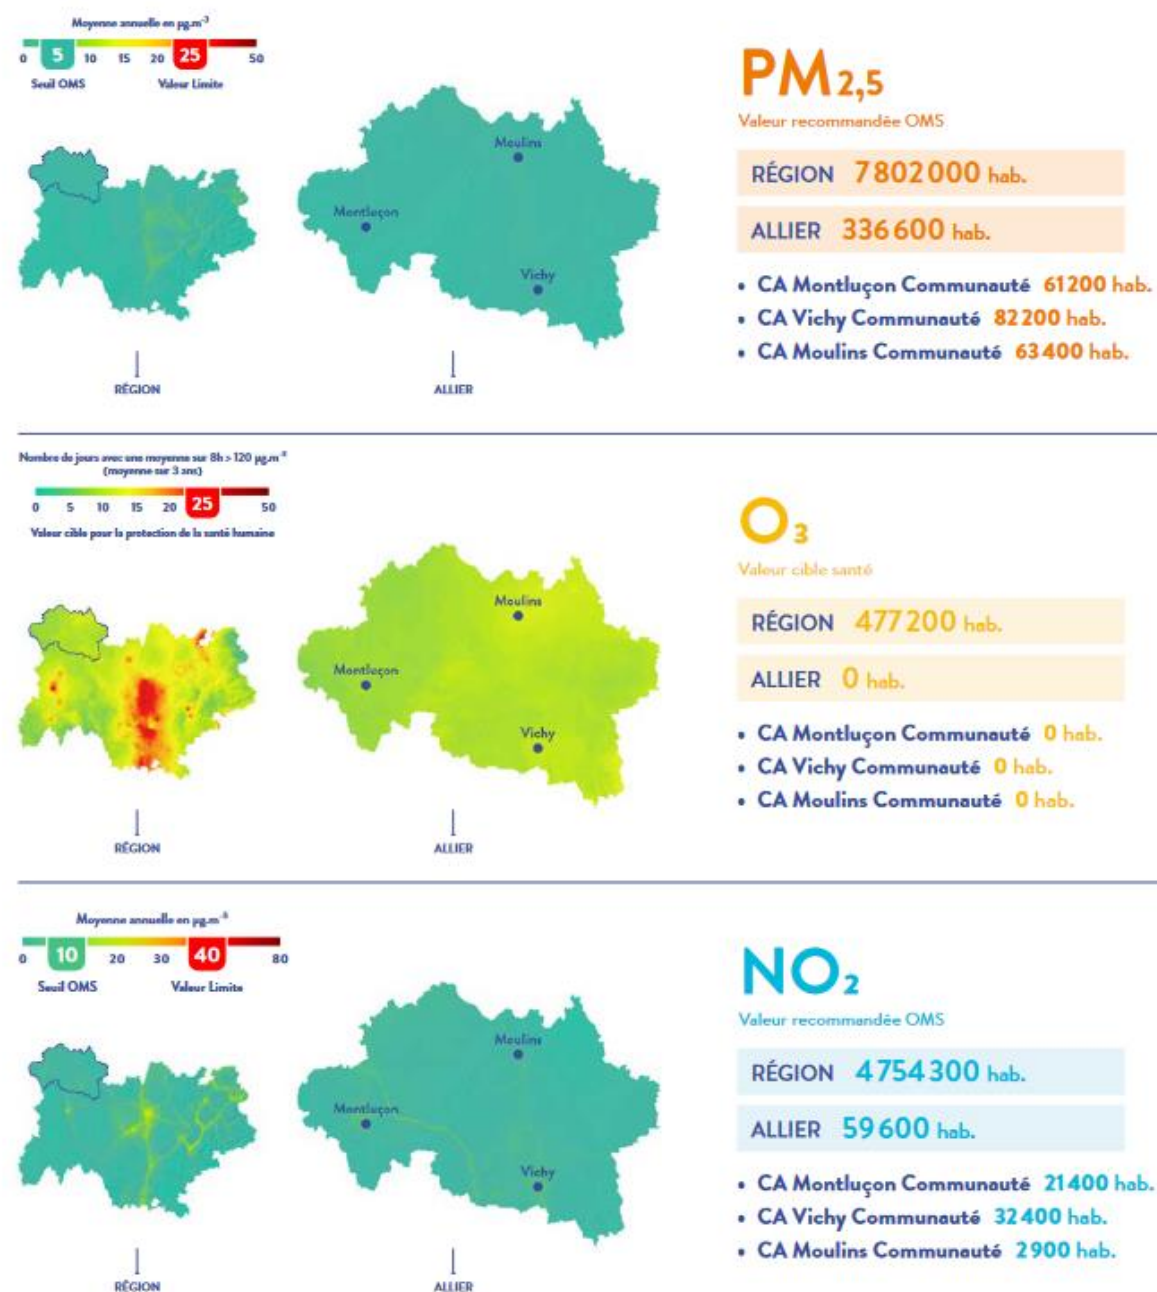 Moyenne annuelle en µg.m-3
0 5 10 15 20 25 50
Seuil OMS Valeur Limite
Moulins
Montluçon
Vichy
RÉGION
ALLIER
PM2,5
Valeur recommandée OMS
RÉGION 7802000 hab.
ALLIER 336600 hab.
• CA Montluçon Communauté 61200 hab.
• CA Vichy Communauté 82200 hab.
• CA Moulins Communauté 63400 hab.
Nombre de jours avec une moyenne sur 8h > 120 µg.m-3
(moyenne sur 3 ans)
0 5 10 15 20 25 50
Valeur cible pour la protection de la santé humaine
Moulins
Montluçon
Vichy
RÉGION
ALLIER
O3
Valeur cible santé
RÉGION 477200 hab.
ALLIER 0 hab.
• CA Montluçon Communauté 0 hab.
• CA Vichy Communauté 0 hab.
• CA Moulins Communauté 0 hab.
Moyenne annuelle en µg.m-3
0 10 20 30 40 80
Seuil OMS Valeur Limite
Moulins
Montluçon
Vichy
RÉGION
ALLIER
NO2
Valeur recommandée OMS
RÉGION 4754300 hab.
ALLIER 59600 hab.
• CA Montluçon Communauté 21400 hab.
• CA Vichy Communauté 32400 hab.
• CA Moulins Communauté 2900 hab.